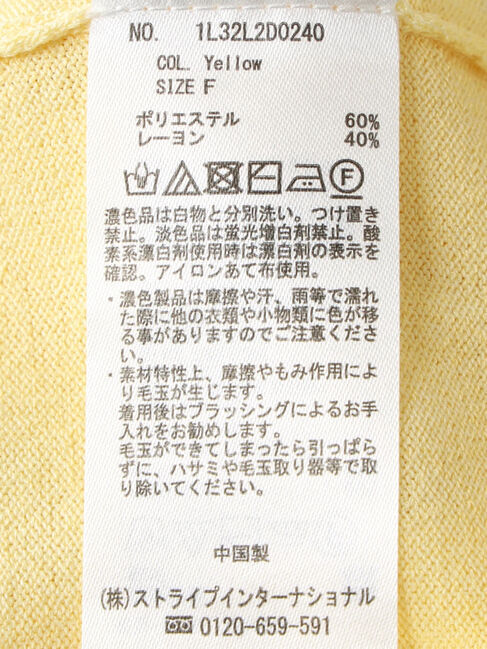 NO. 1L32L2D0240
COL. Yellow
SIZE F
ポリエステル 60%
レーヨン 40%
濃色品は白物と分別洗い。つけ置き
禁止。淡色品は蛍光増白剤禁止。酸
素系漂白剤使用時は漂白剤の表示を
確認。アイロンあて布使用。
・濃色製品は摩擦や汗、雨等で濡れ
た際に他の衣類や小物類に色が移
る事がありますのでご注意くださ
い。
・素材特性上、摩擦やもみ作用によ
り毛玉が生じます。
着用後はブラッシングによるお手
入れをお勧めします。
毛玉ができてしまったら引っぱら
ずに、ハサミや毛玉取り器等で取
り除いてください。
中国製
(株)ストライプインターナショナル
0120-659-591